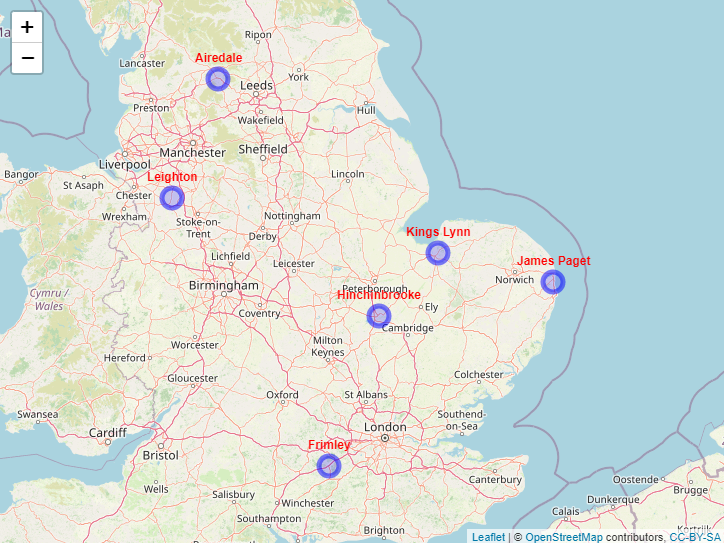 +
−
Ripon
Lancaster
Airedale
York
Leeds
Preston
Hull
Wakefield
Manchester
Liverpool
Sheffield
Bangor
St Asaph
Chester
Leighton
Lincoln
Wrexham
Stoke-on-
Trent
Nottingham
Derby
Kings Lynn
Lichfield
Leicester
James Paget
Norwich
Cymru /
Wales
Birmingham
Peterborough
Hinchinbrooke
Ely
Coventry
Cambridge
Worcester
Milton
Keynes
Hereford
Gloucester
Colchester
Oxford
St Albans
Swansea
Cardiff
London
Southend-
on-Sea
Bristol
Frimley
Wells
Salisbury
Winchester
Canterbury
Southampton
Brighton
Oostende
Brugge
Dunkerque
Calais
Kortrijk
Leaflet | © OpenStreetMap contributors, CC-BY-SA